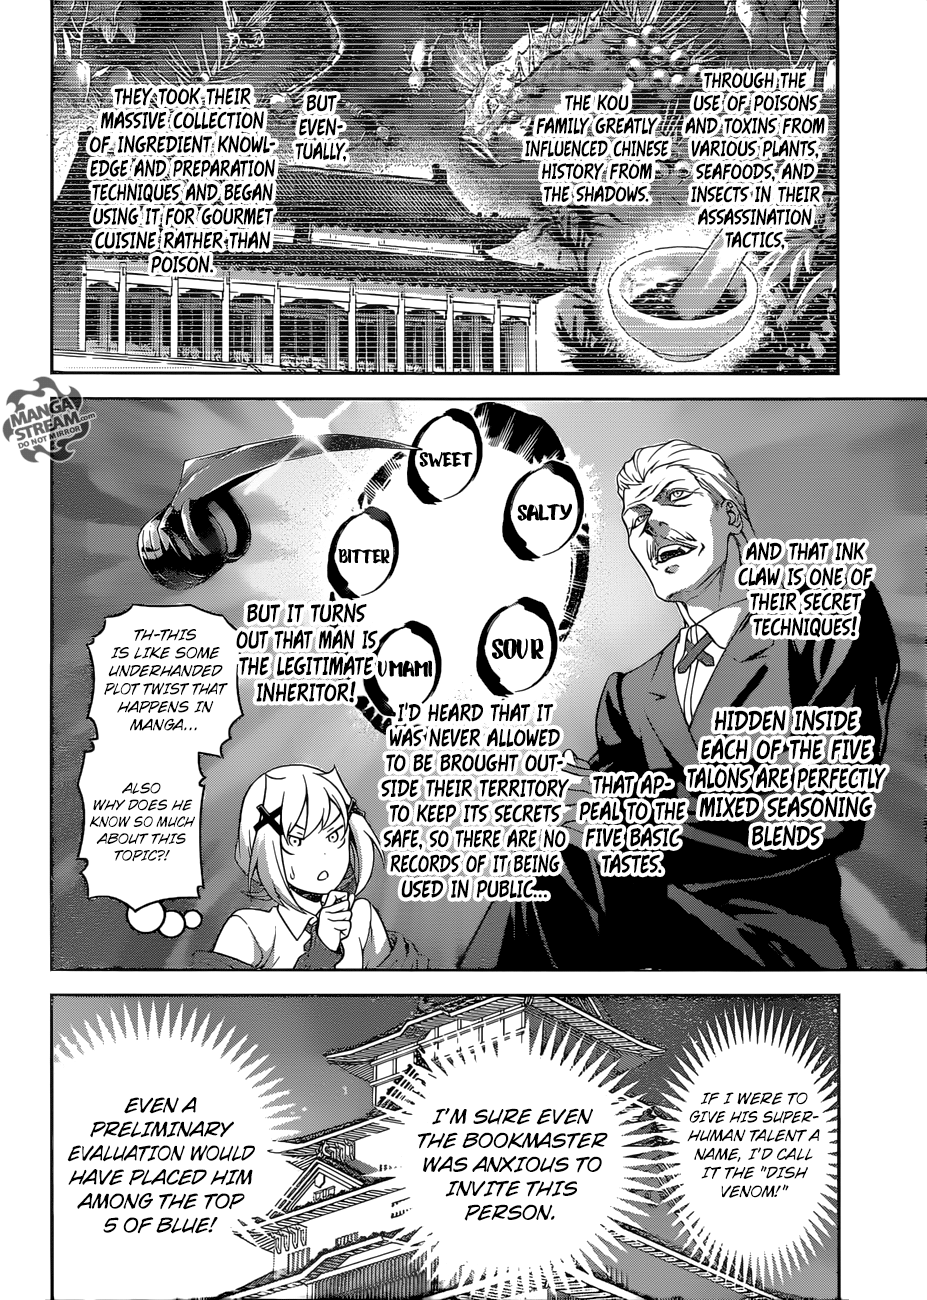 THROUGH THE
USE OF POISONS
AND TOXINS FROM
VARIOUS PLANTS,
SEAFOODS, AND
INSECTS IN THEIR
ASSASSINATION
TACTICS,
THE KOU
FAMILY GREATLY
INFLUENCED CHINESE
HISTORY FROM
THE SHADOWS.
BUT
EVEN-
TUALLY,
THEY TOOK THEIR
MASSIVE COLLECTION
OF INGREDIENT KNOWL-
EDGE AND PREPARATION
TECHNIQUES AND BEGAN
USING IT FOR GOURMET
CUISINE RATHER THAN
POISON.
MANGA
STREAM.com
DO NOT MIRROR
AND THAT INK
CLAW IS ONE OF
THEIR SECRET
TECHNIQUES!
HIDDEN INSIDE
EACH OF THE FIVE
TALONS ARE PERFECTLY
MIXED SEASONING
BLENDS
THAT AP-
PEAL TO THE
FIVE BASIC
TASTES.
SWEET
SALTY
BITTER
SOUR
UMAMI
I'D HEARD THAT IT
WAS NEVER ALLOWED
TO BE BROUGHT OUT-
SIDE THEIR TERRITORY
TO KEEP ITS SECRETS
SAFE, SO THERE ARE NO
RECORDS OF IT BEING
USED IN PUBLIC...
BUT IT TURNS
OUT THAT MAN IS
THE LEGITIMATE
INHERITOR!
TH-THIS
IS LIKE SOME
UNDERHANDED
PLOT TWIST THAT
HAPPENS IN
MANGA...
ALSO
WHY DOES HE
KNOW SO MUCH
ABOUT THIS
TOPIC?!
IF I WERE TO
GIVE HIS SUPER-
HUMAN TALENT A
NAME, I'D CALL
IT THE "DISH
VENOM!"
I'M SURE EVEN
THE BOOKMASTER
WAS ANXIOUS TO
INVITE THIS
PERSON.
EVEN A
PRELIMINARY
EVALUATION WOULD
HAVE PLACED HIM
AMONG THE TOP
5 OF BLUE!